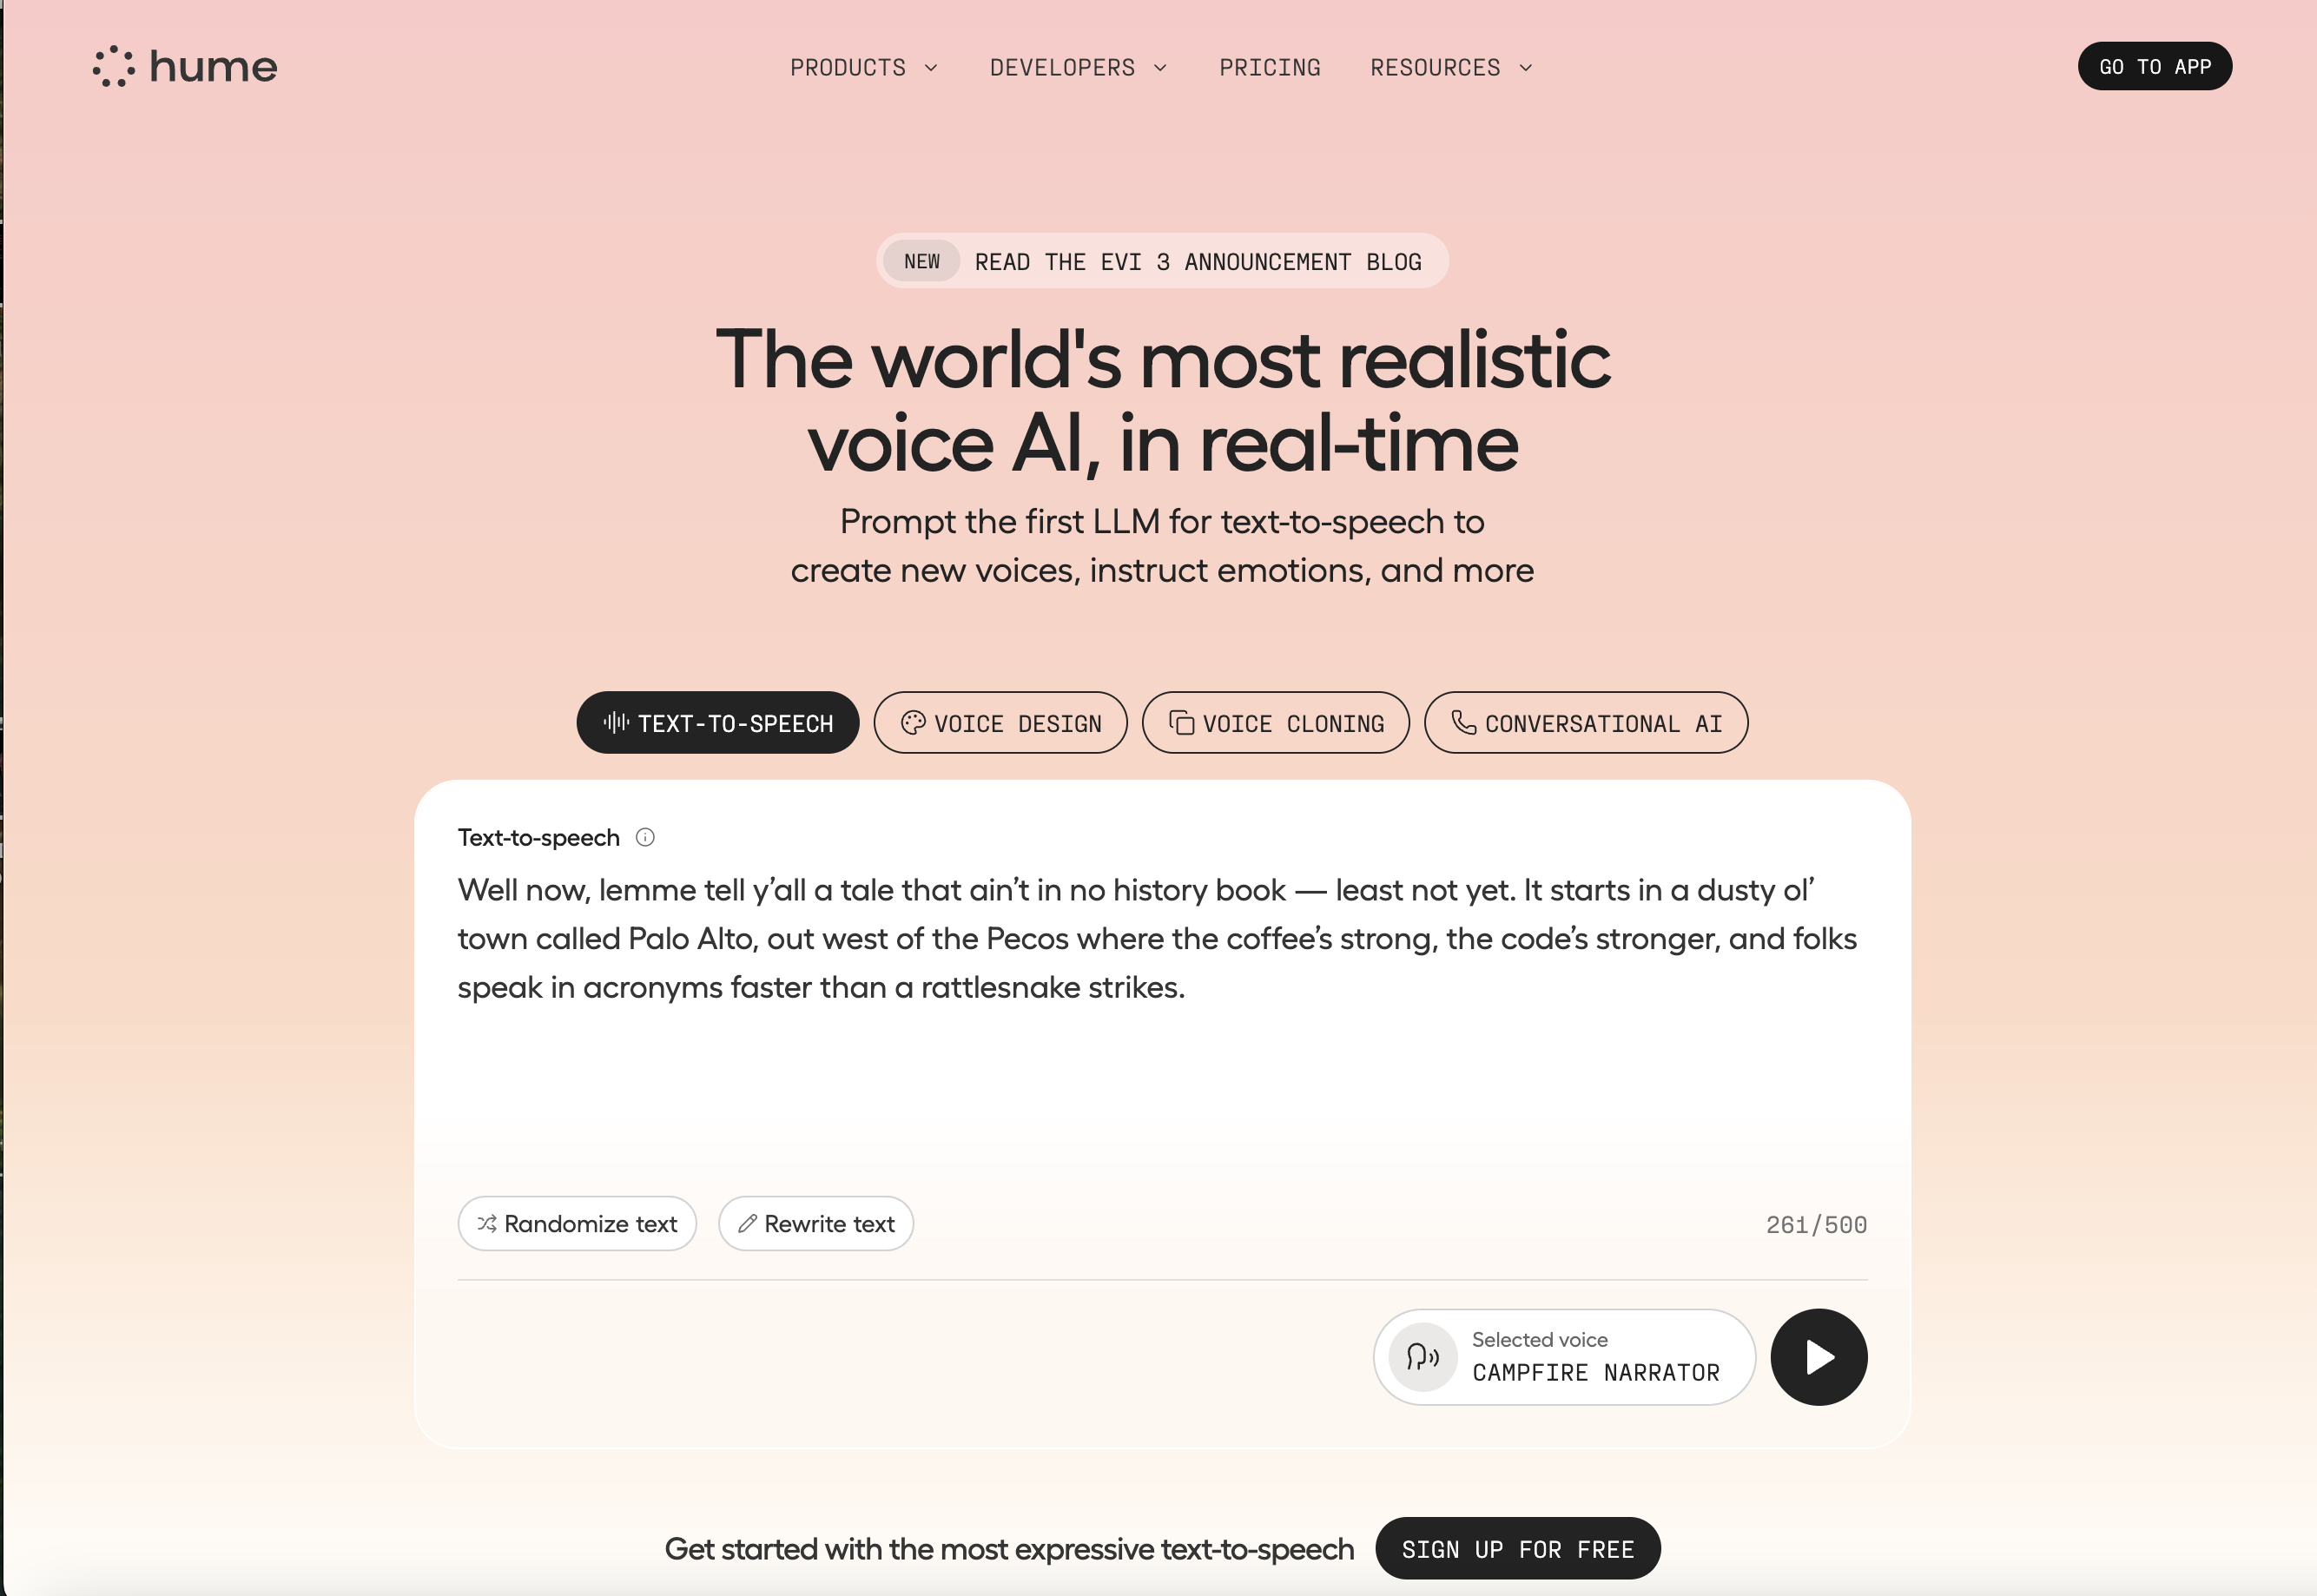 hume
PRODUCTS
DEVELOPERS
PRICING
RESOURCES
GO TO APP
NEW READ THE EVI 3 ANNOUNCEMENT BLOG
The world's most realistic
voice AI, in real-time
Prompt the first LLM for text-to-speech to
create new voices, instruct emotions, and more
TEXT-TO-SPEECH
VOICE DESIGN
VOICE CLONING
CONVERSATIONAL AI
Text-to-speech
Well now, lemme tell y’all a tale that ain’t in no history book — least not yet. It starts in a dusty ol’
town called Palo Alto, out west of the Pecos where the coffee’s strong, the code’s stronger, and folks
speak in acronyms faster than a rattlesnake strikes.
Randomize text
Rewrite text
261/500
Selected voice
CAMPFIRE NARRATOR
Get started with the most expressive text-to-speech
SIGN UP FOR FREE